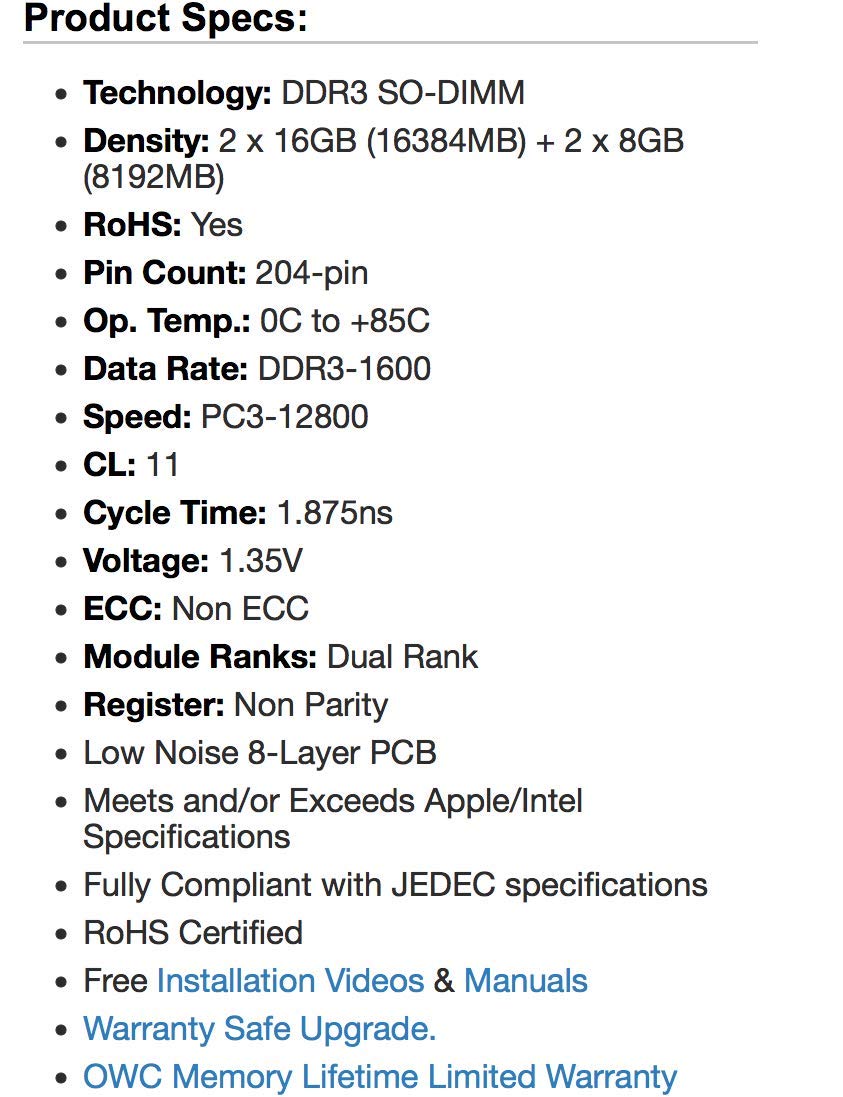 Product Specs:
• Technology: DDR3 SO-DIMM
• Density: 2 x 16GB (16384MB) + 2 x 8GB
(8192MB)
• RoHS: Yes
• Pin Count: 204-pin
• Op. Temp.: 0C to +85C
• Data Rate: DDR3-1600
• Speed: PC3-12800
• CL: 11
• Cycle Time: 1.875ns
• Voltage: 1.35V
• ECC: Non ECC
• Module Ranks: Dual Rank
• Register: Non Parity
• Low Noise 8-Layer PCB
• Meets and/or Exceeds Apple/Intel
Specifications
• Fully Compliant with JEDEC specifications
• RoHS Certified
• Free Installation Videos & Manuals
• Warranty Safe Upgrade.
• OWC Memory Lifetime Limited Warranty